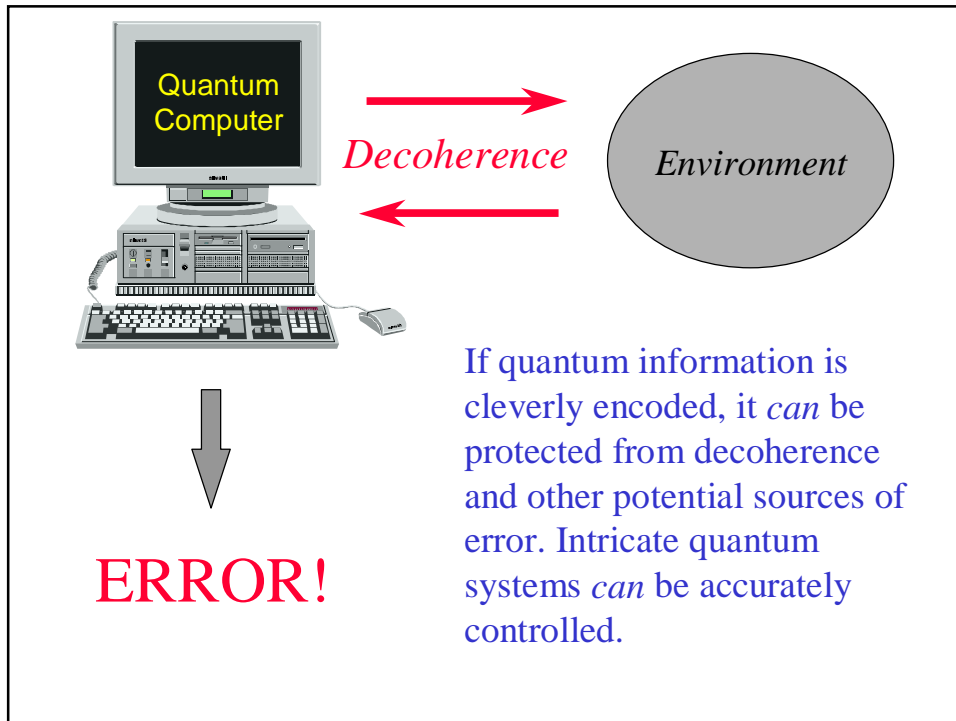 Quantum
Computer
Decoherence
Environment
If quantum information is
cleverly encoded, it can be
protected from decoherence
and other potential sources of
error. Intricate quantum
systems can be accurately
controlled.
ERROR!